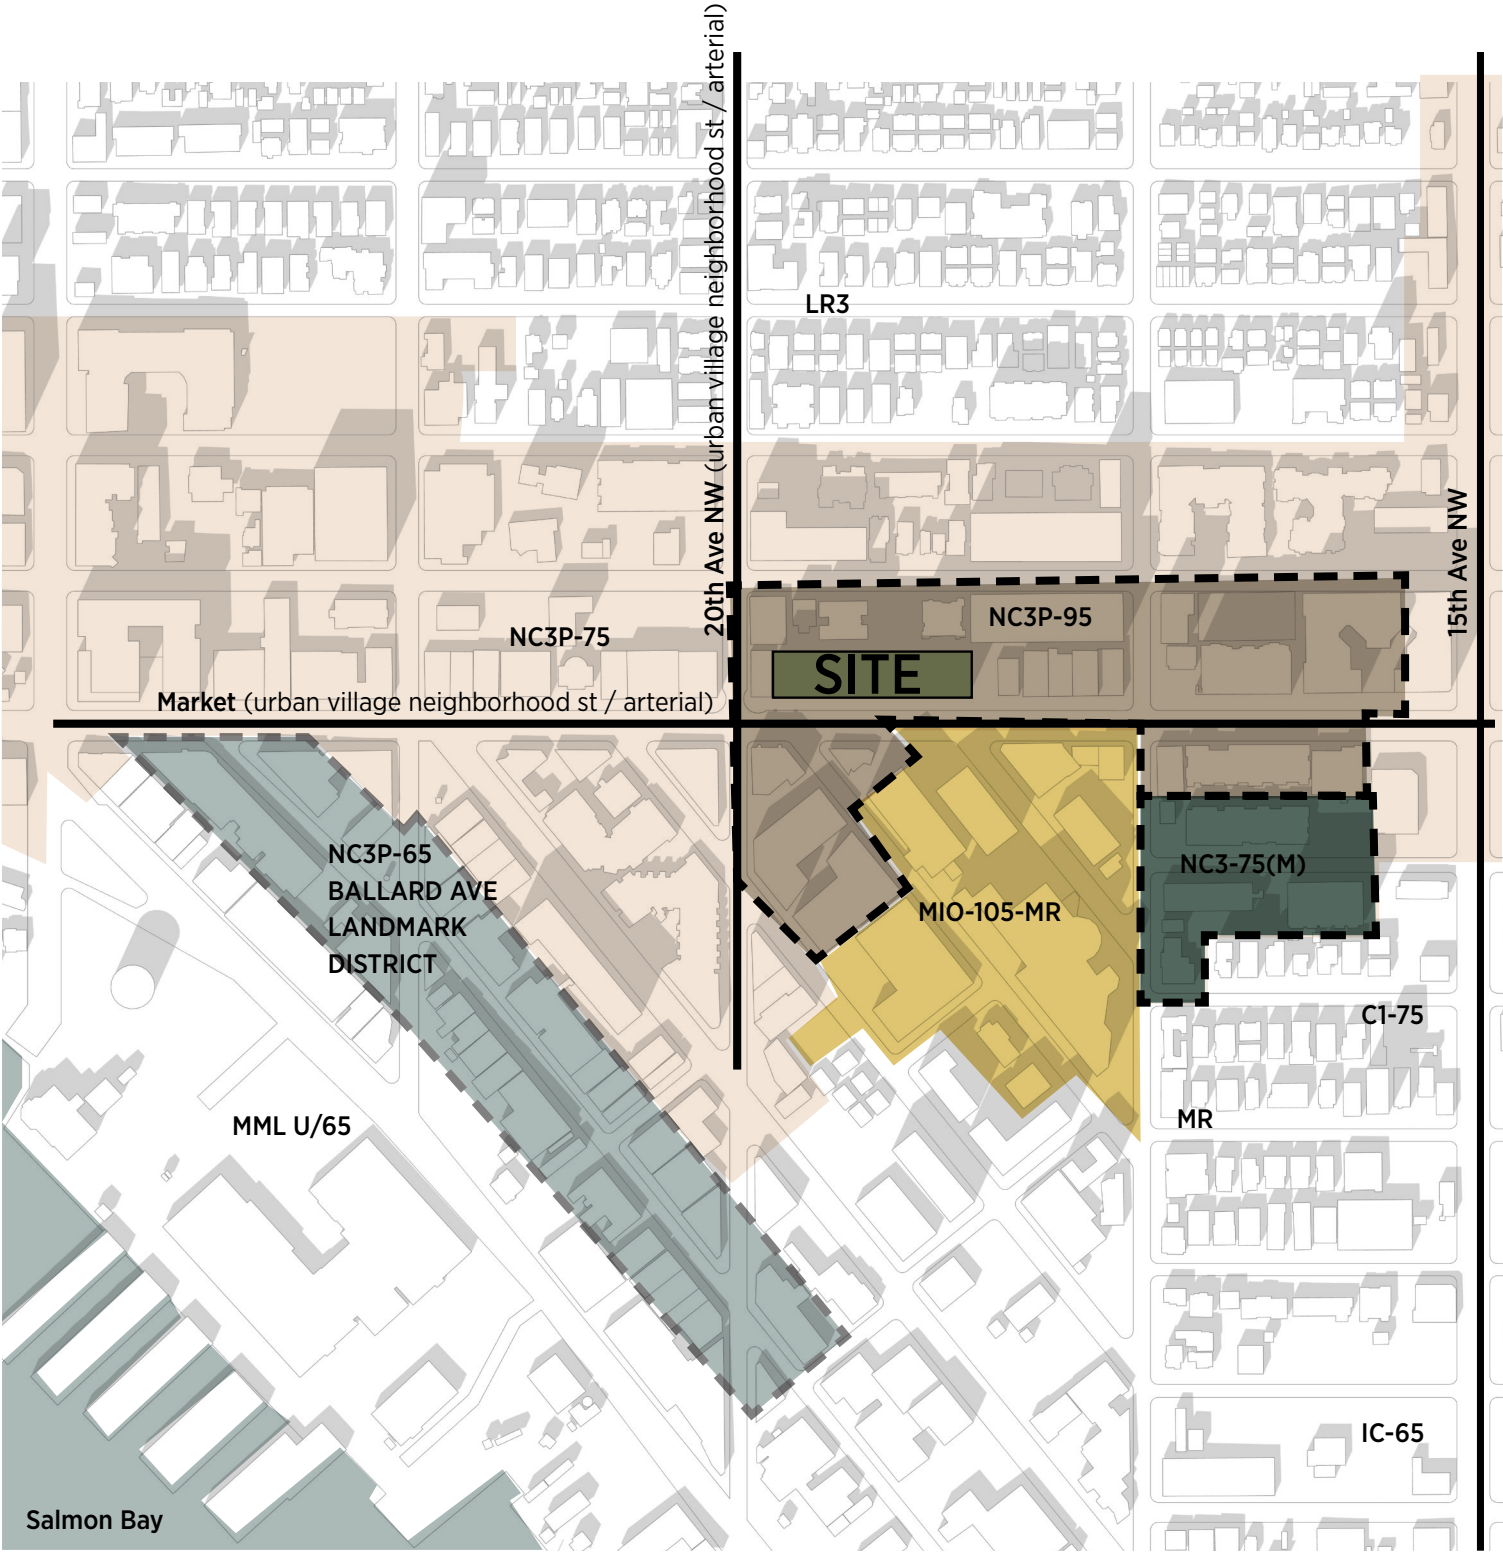 20th Ave NW (urban village neighborhood st / arterial)
LR3
15th Ave NW
NC3P-95
NC3P-75
SITE
Market (urban village neighborhood st / arterial)
NC3P-65
BALLARD AVE
LANDMARK
DISTRICT
NC3-75(M)
MIO-105-MR
C1-75
MR
MML U/65
IC-65
Salmon Bay